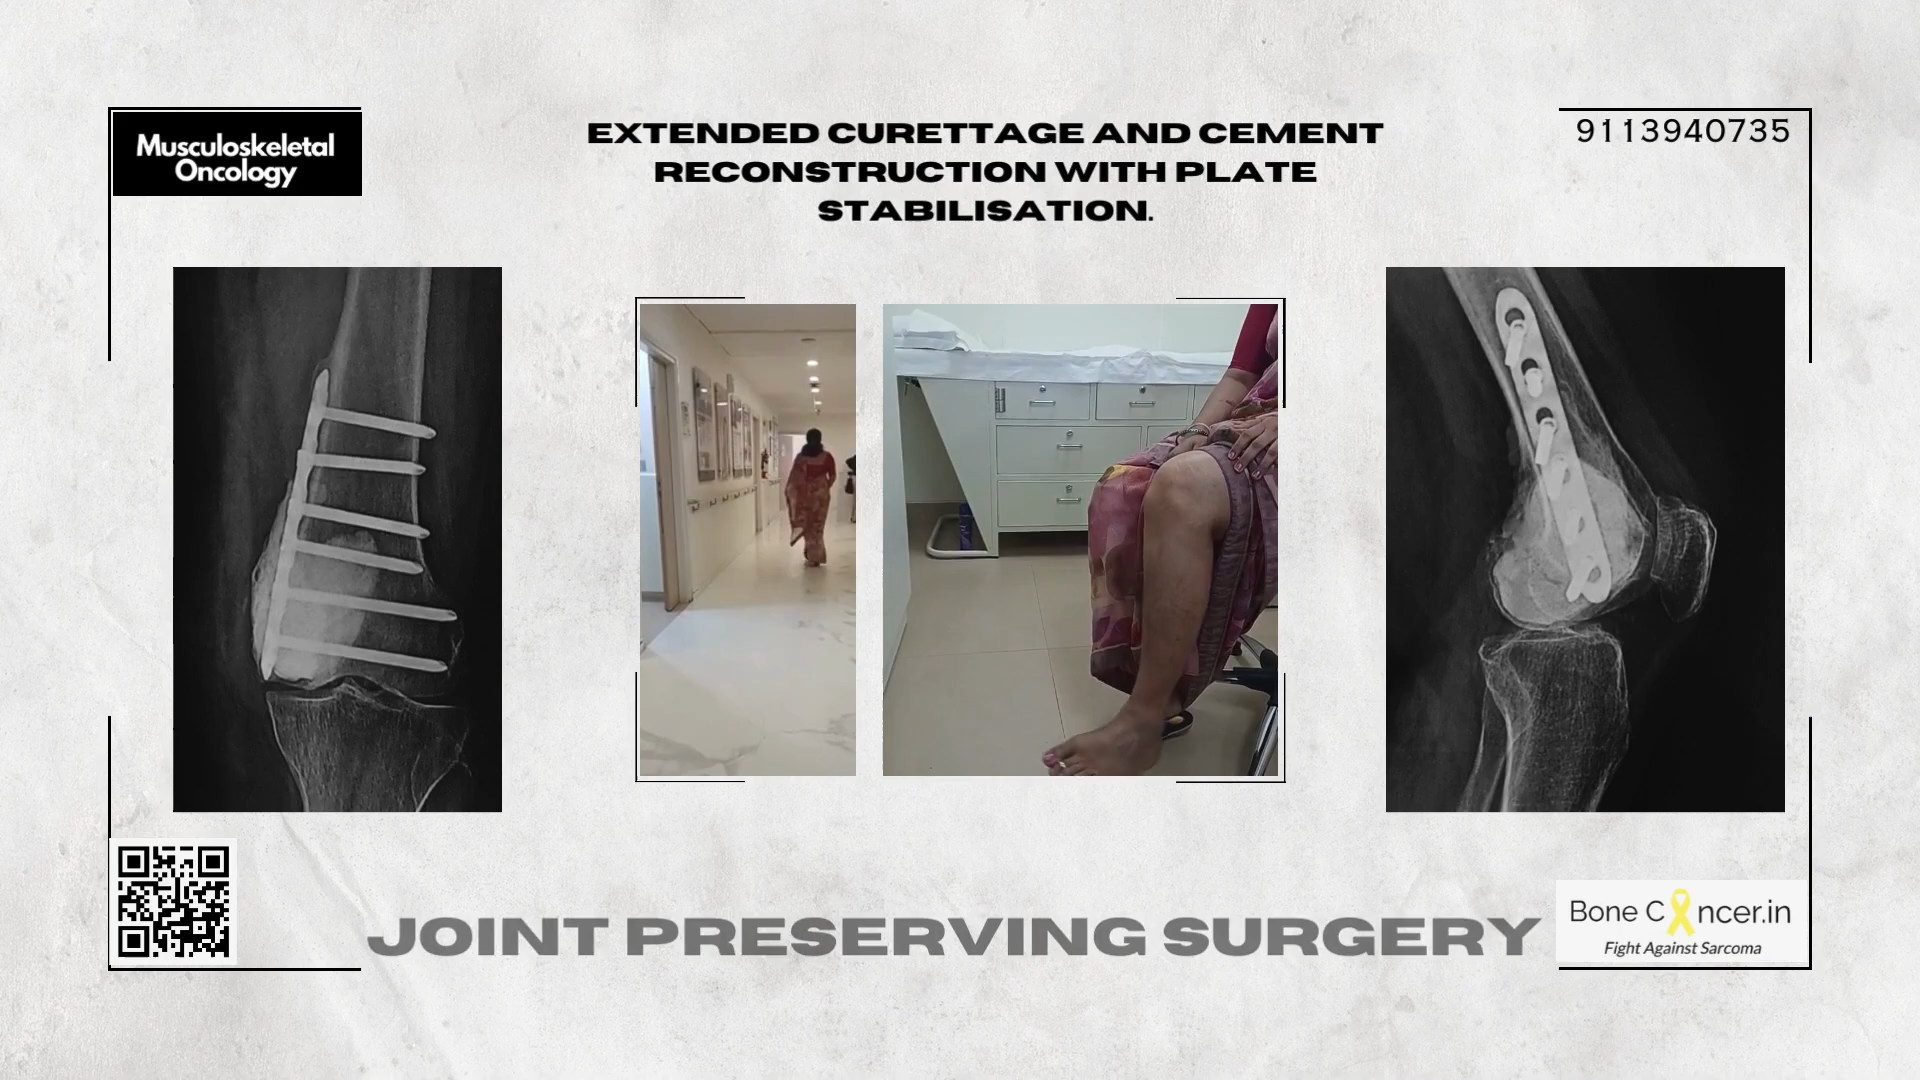 Musculoskeletal
Oncology
EXTENDED CURETTAGE AND CEMENT
RECONSTRUCTION WITH PLATE
STABILISATION.
9113940735
JOINT PRESERVING SURGERY
Bone C ncer.in
Fight Against Sarcoma